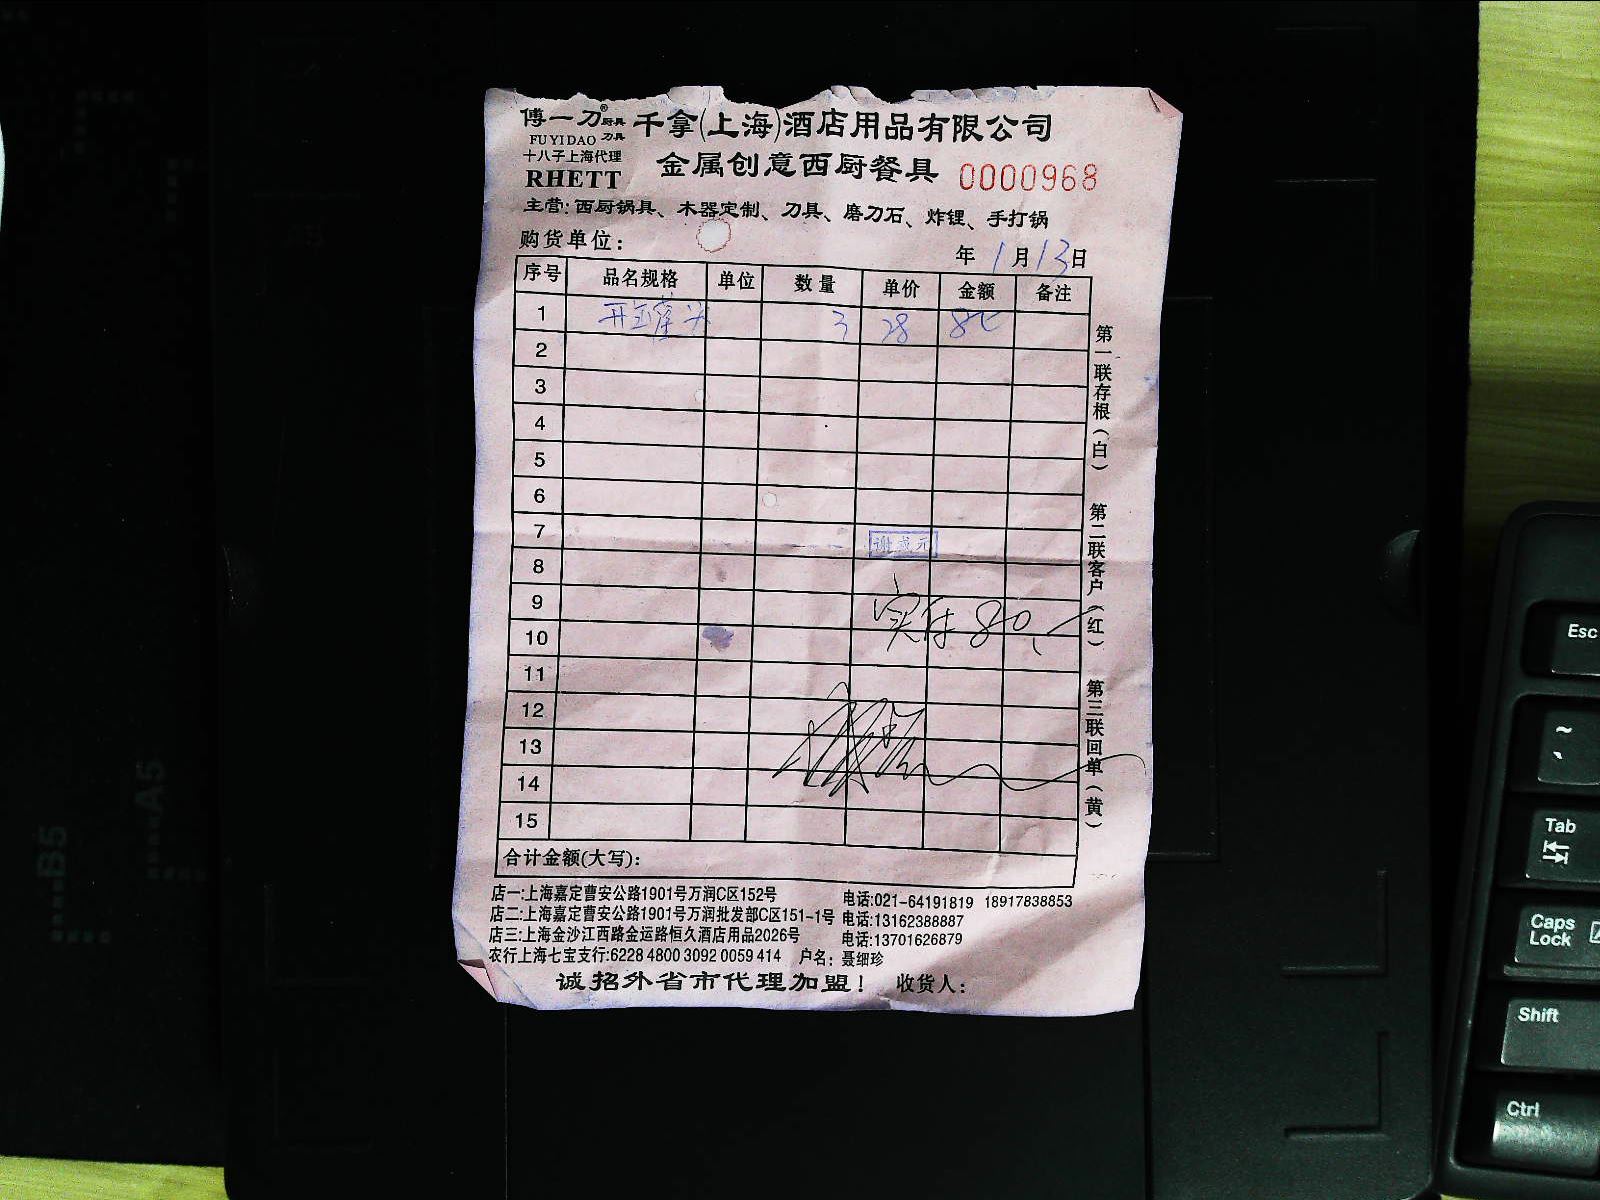 傅一刀® 厨具 刀具 千拿(上海)酒店用品有限公司
FUYIDAO
十八子上海代理 金属创意西厨餐具 0000968
RHETT
主营:西厨锅具、木器定制、刀具、磨刀石、炸锂、手打锅
购货单位:
年 1 月 13 日
序号 品名规格 单位 数量 单价 金额 备注
1 3 28
2
3
4
5
6
7
谢成元
8
9
实付 80
10
11
12
13
14
15
合计金额(大写):
第一联存根(白) 第二联客户(红) 第三联回单(黄)
店一:上海嘉定曹安公路1901号万润C区152号 电话:021-64191819 18917838853
店二:上海嘉定曹安公路1901号万润批发部C区151-1号 电话:13162388887
店三:上海金沙江西路金运路恒久酒店用品2026号 电话:13701626879
农行上海七宝支行:6228 4800 3092 0059 414 户名:聂细珍
诚招外省市代理加盟! 收货人:
B5
A5
Esc
~
Tab
Caps Lock
A
Shift
Ctrl